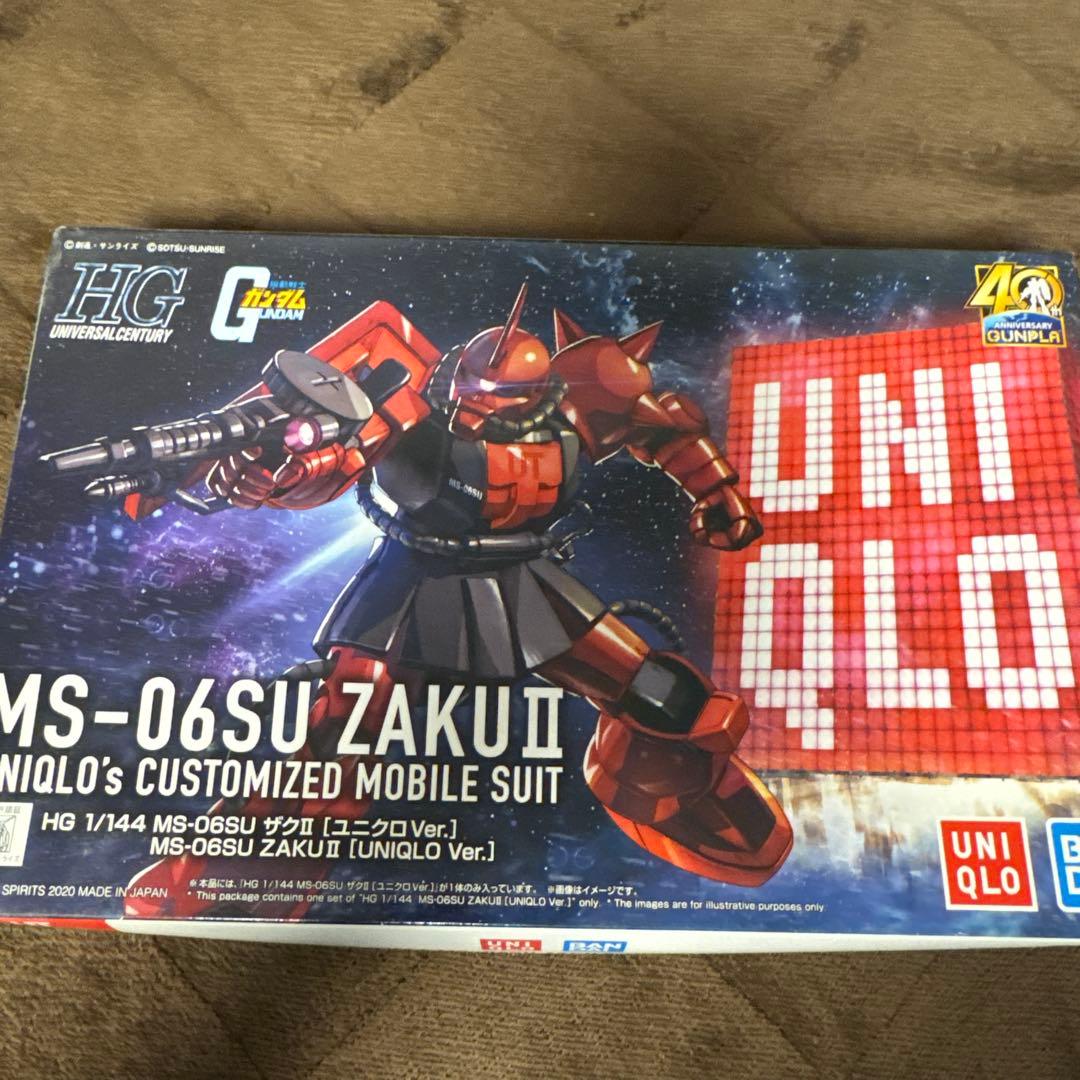 ©創通・サンライズ ©SOTSU・SUNRISE
HG
UNIVERSAL CENTURY
機動戦士
ガンダム
GUNDAM
40th
ANNIVERSARY
GUNPLA
UNI
QLO
UT
MS-06SU
MS-06SU ZAKUⅡ
UNIQLO's CUSTOMIZED MOBILE SUIT
HG 1/144 MS-06SU ザクⅡ [ユニクロVer.]
MS-06SU ZAKUⅡ [UNIQLO Ver.]
UNI
QLO
SPIRITS 2020 MADE IN JAPAN
※本品には、「HG 1/144 MS-06SU ザクⅡ [ユニクロVer.]」が1体のみ入っています。 ※画像はイメージです。
* This package contains one set of "HG 1/144 MS-06SU ZAKUⅡ [UNIQLO Ver.]" only. * The images are for illustrative purposes only
UNI
BAN